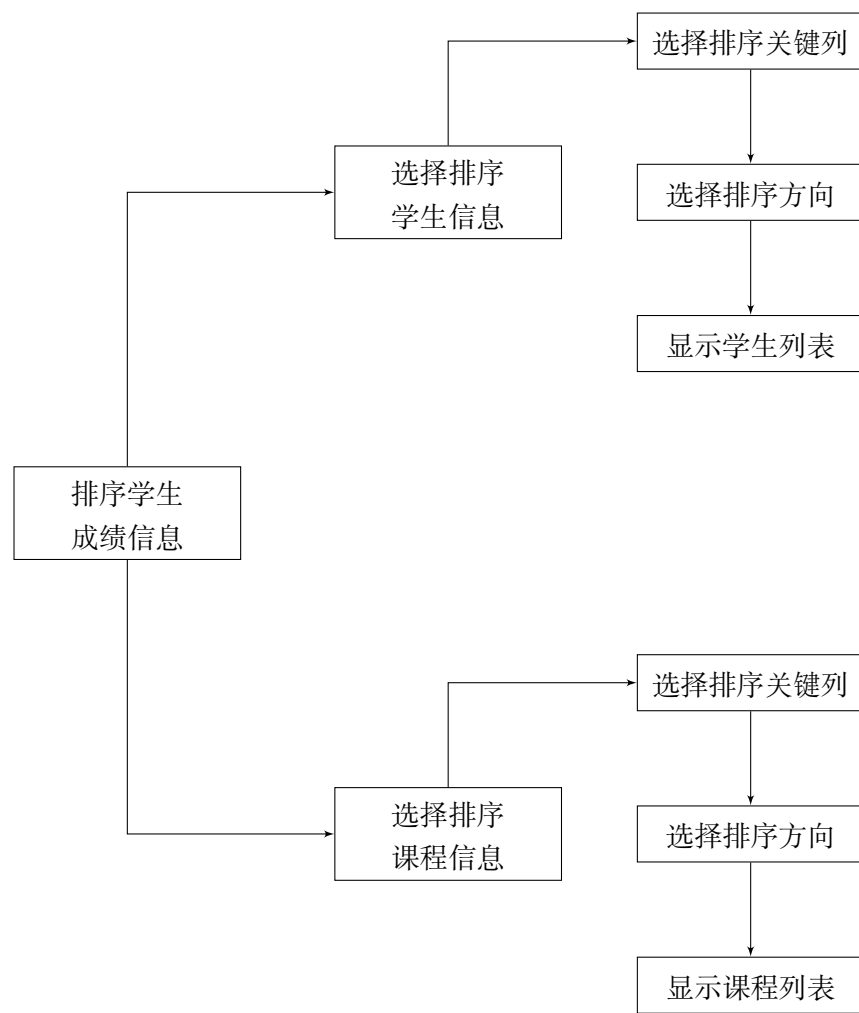 选择排序关键列
选择排序
学生信息
选择排序方向
显示学生列表
排序学生
成绩信息
选择排序关键列
选择排序
课程信息
选择排序方向
显示课程列表